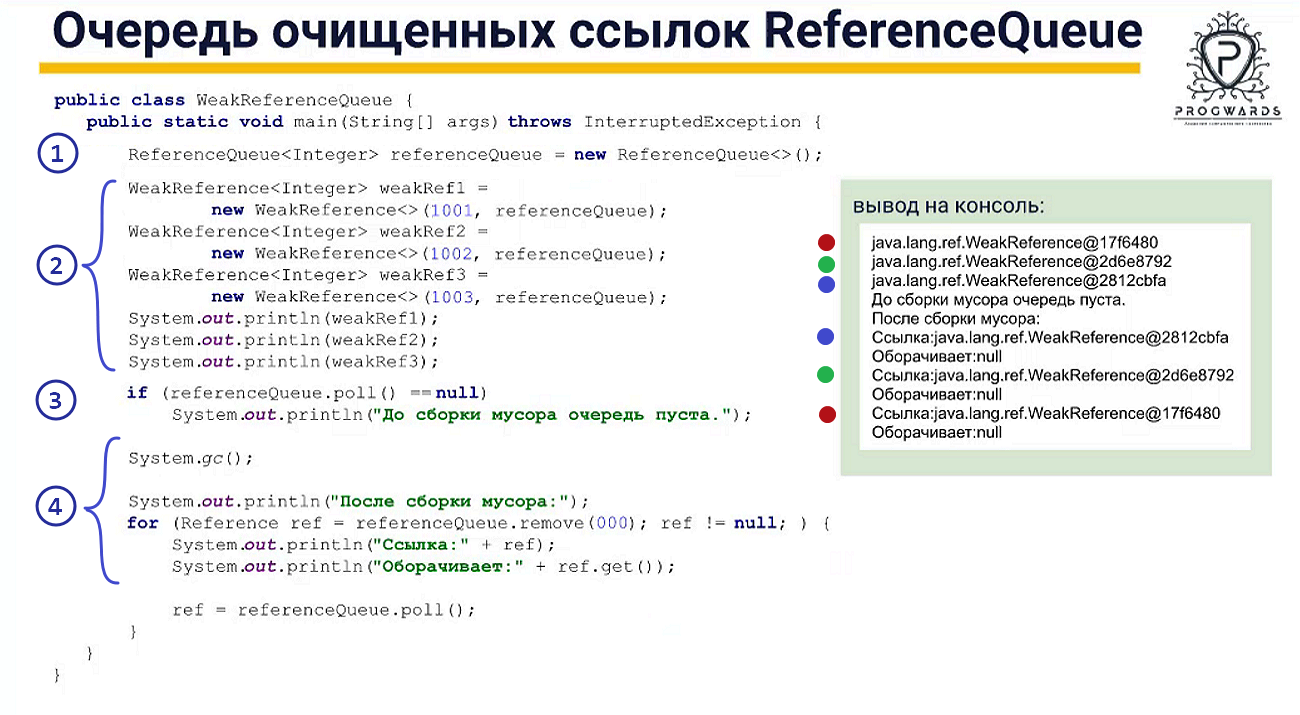 Очередь очищенных ссылок ReferenceQueue
PROGWARDS
public class WeakReferenceQueue {
public static void main(String[] args) throws InterruptedException {
1
ReferenceQueue<Integer> referenceQueue = new ReferenceQueue<>();
2
WeakReference<Integer> weakRef1 =
new WeakReference<>(1001, referenceQueue);
WeakReference<Integer> weakRef2 =
new WeakReference<>(1002, referenceQueue);
WeakReference<Integer> weakRef3 =
new WeakReference<>(1003, referenceQueue);
System.out.println(weakRef1);
System.out.println(weakRef2);
System.out.println(weakRef3);
3
if (referenceQueue.poll() == null)
System.out.println("До сборки мусора очередь пуста.");
4
System.gc();
System.out.println("После сборки мусора:");
for (Reference ref = referenceQueue.remove(000); ref != null; ) {
System.out.println("Ссылка:" + ref);
System.out.println("Оборачивает:" + ref.get());
ref = referenceQueue.poll();
}
}
}
вывод на консоль:
java.lang.ref.WeakReference@17f6480
java.lang.ref.WeakReference@2d6e8792
java.lang.ref.WeakReference@2812cbfa
До сборки мусора очередь пуста.
После сборки мусора:
Ссылка:java.lang.ref.WeakReference@2812cbfa
Оборачивает:null
Ссылка:java.lang.ref.WeakReference@2d6e8792
Оборачивает:null
Ссылка:java.lang.ref.WeakReference@17f6480
Оборачивает:null